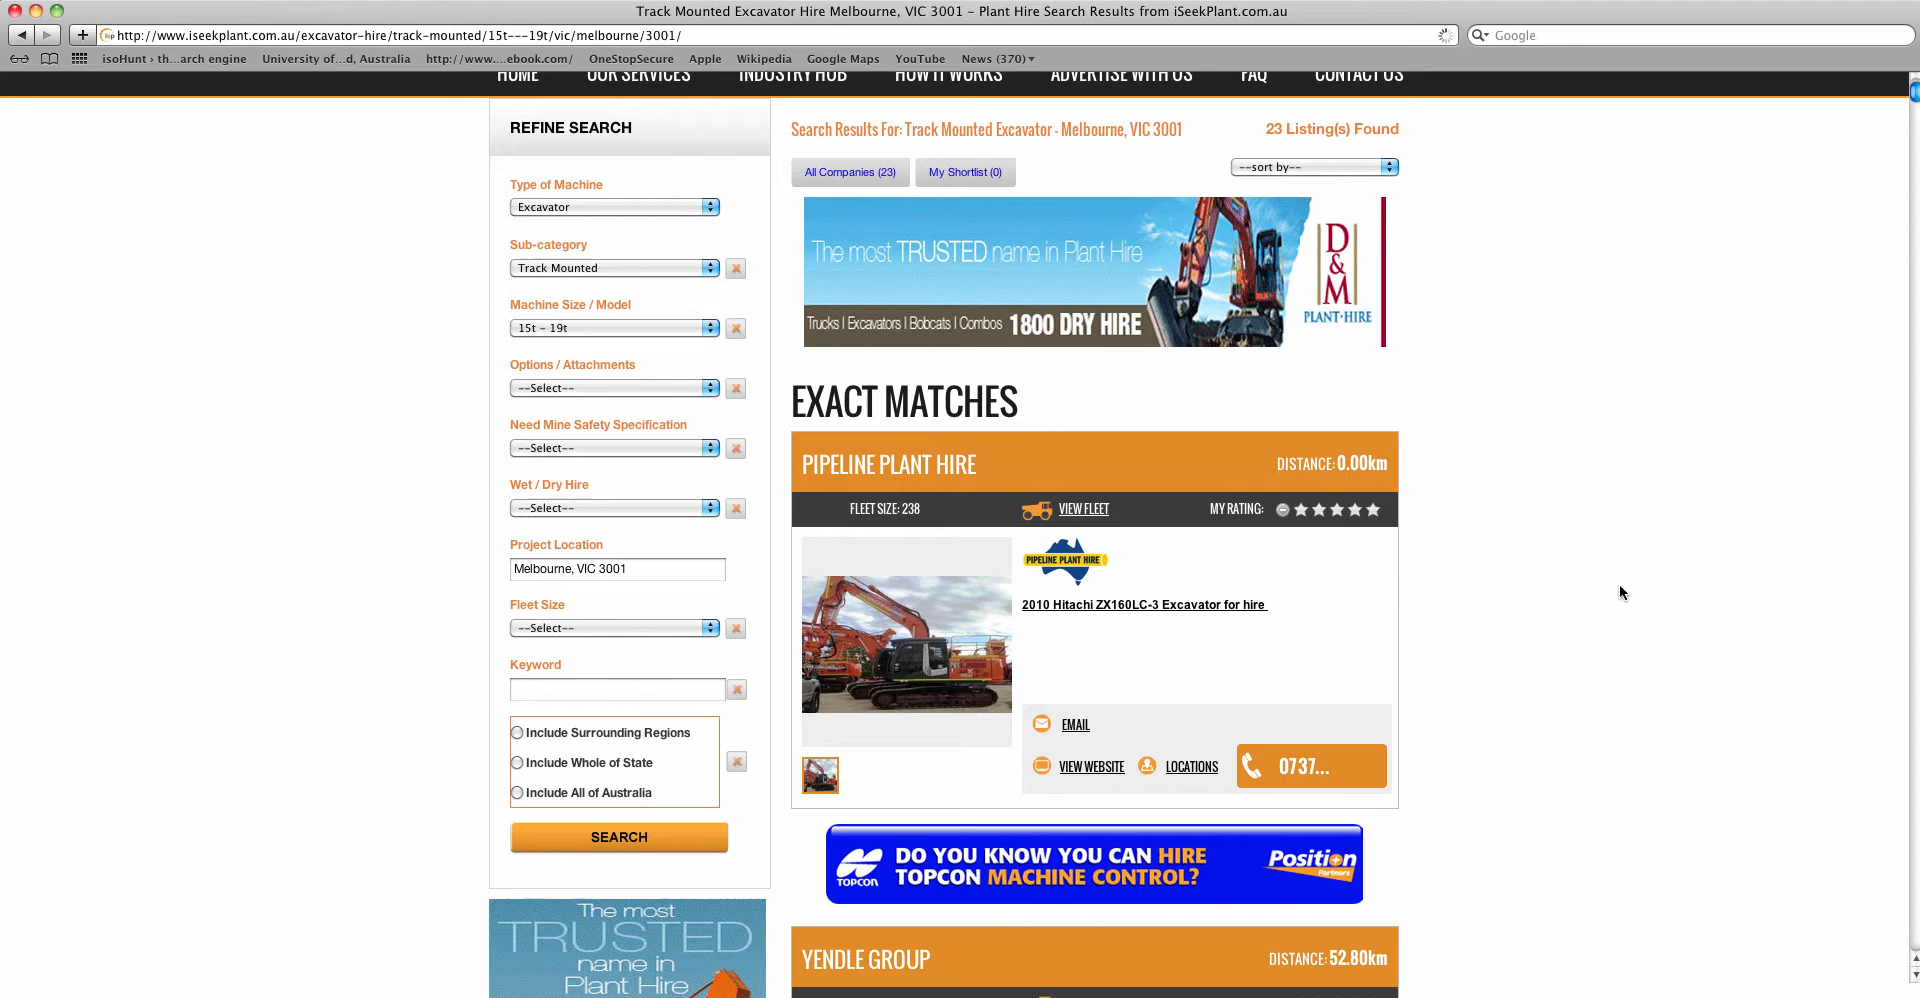 Track Mounted Excavator Hire Melbourne, VIC 3001 – Plant Hire Search Results from iSeekPlant.com.au
http://www.iseekplant.com.au/excavator-hire/track-mounted/15t---19t/vic/melbourne/3001/
Google
isoHunt › th...arch engine University of...d, Australia http://www....ebook.com/ OneStopSecure Apple Wikipedia Google Maps YouTube News (370)
HOME OUR SERVICES INDUSTRY HUB HOW IT WORKS ADVERTISE WITH US FAQ CONTACT US
REFINE SEARCH
Type of Machine
Excavator
Sub-category
Track Mounted
Machine Size / Model
15t – 19t
Options / Attachments
--Select--
Need Mine Safety Specification
--Select--
Wet / Dry Hire
--Select--
Project Location
Melbourne, VIC 3001
Fleet Size
--Select--
Keyword
Include Surrounding Regions
Include Whole of State
Include All of Australia
SEARCH
The most
TRUSTED
name in
Plant Hire
Search Results For: Track Mounted Excavator - Melbourne, VIC 3001
23 Listing(s) Found
All Companies (23) My Shortlist (0)
--sort by--
The most TRUSTED name in Plant Hire
Trucks I Excavators I Bobcats I Combos 1800 DRY HIRE
D
&
M
PLANT·HIRE
EXACT MATCHES
PIPELINE PLANT HIRE
DISTANCE: 0.00km
FLEET SIZE: 238
VIEW FLEET
MY RATING:
PIPELINE PLANT HIRE
2010 Hitachi ZX160LC-3 Excavator for hire
EMAIL
VIEW WEBSITE
LOCATIONS
0737...
TOPCON
DO YOU KNOW YOU CAN HIRE
TOPCON MACHINE CONTROL?
Position
Partners
YENDLE GROUP
DISTANCE: 52.80km